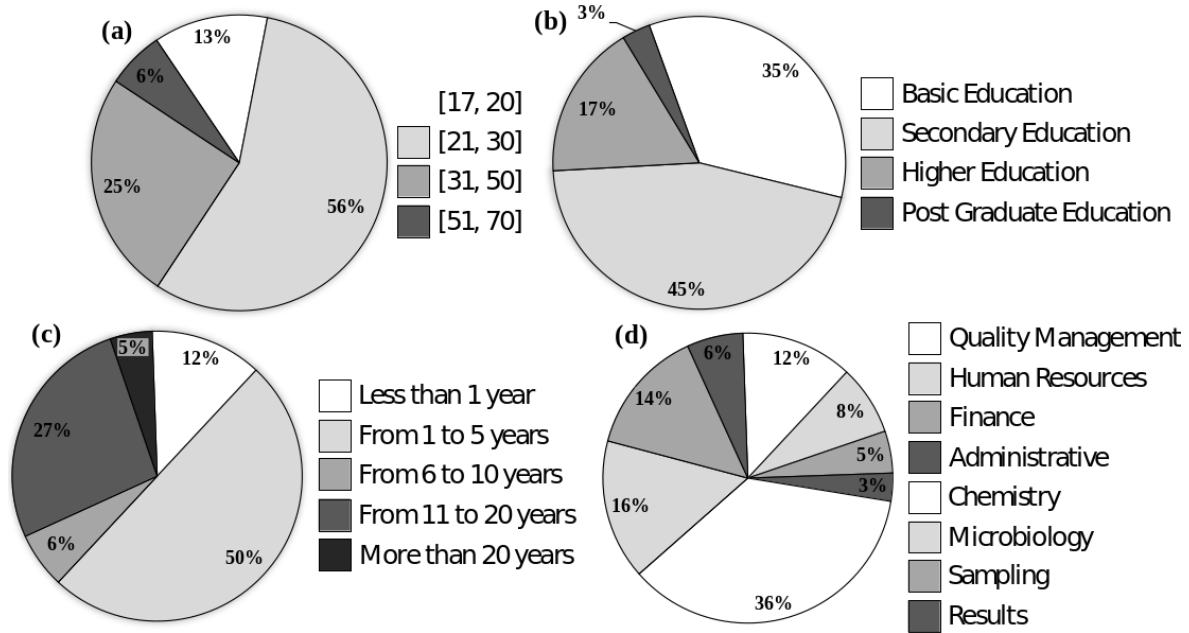 (a)
13%
6%
25%
56%
[17, 20]
[21, 30]
[31, 50]
[51, 70]
(b)
3%
35%
17%
45%
Basic Education
Secondary Education
Higher Education
Post Graduate Education
(c)
5%
12%
27%
6%
50%
Less than 1 year
From 1 to 5 years
From 6 to 10 years
From 11 to 20 years
More than 20 years
(d)
6%
12%
14%
8%
5%
3%
16%
36%
Quality Management
Human Resources
Finance
Administrative
Chemistry
Microbiology
Sampling
Results